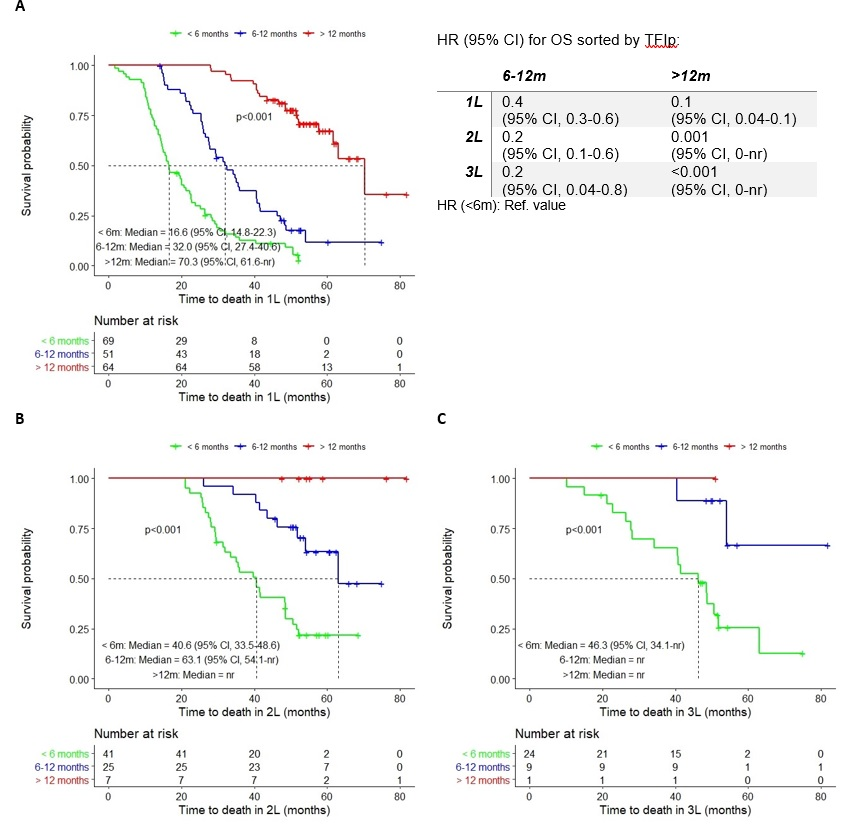 A
< 6 months 6-12 months > 12 months
1.00
0.75
0.50
0.25
0.00
Survival probability
p<0.001
< 6m: Median = 16.6 (95% CI, 14.8-22.3)
6-12m: Median = 32.0 (95% CI, 27.4-40.6)
>12m: Median = 70.3 (95% CI, 61.6-nr)
0 20 40 60 80
Time to death in 1L (months)
Number at risk
< 6 months 69 29 8 0 0
6-12 months 51 43 18 2 0
> 12 months 64 64 58 13 1
0 20 40 60 80
Time to death in 1L (months)
HR (95% CI) for OS sorted by TFIp:
6-12m >12m
1L 0.4 0.1
(95% CI, 0.3-0.6) (95% CI, 0.04-0.1)
2L 0.2 0.001
(95% CI, 0.1-0.6) (95% CI, 0-nr)
3L 0.2 <0.001
(95% CI, 0.04-0.8) (95% CI, 0-nr)
HR (<6m): Ref. value
B
< 6 months 6-12 months > 12 months
1.00
0.75
0.50
0.25
0.00
Survival probability
p<0.001
< 6m: Median = 40.6 (95% CI, 33.5-48.6)
6-12m: Median = 63.1 (95% CI, 54.1-nr)
>12m: Median = nr
0 20 40 60 80
Time to death in 2L (months)
Number at risk
< 6 months 41 41 20 2 0
6-12 months 25 25 23 7 0
> 12 months 7 7 7 2 1
0 20 40 60 80
Time to death in 2L (months)
C
< 6 months 6-12 months > 12 months
1.00
0.75
0.50
0.25
0.00
Survival probability
p<0.001
< 6m: Median = 46.3 (95% CI, 34.1-nr)
6-12m: Median = nr
>12m: Median = nr
0 20 40 60 80
Time to death in 3L (months)
Number at risk
< 6 months 24 21 15 2 0
6-12 months 9 9 9 1 1
> 12 months 1 1 1 0 0
0 20 40 60 80
Time to death in 3L (months)